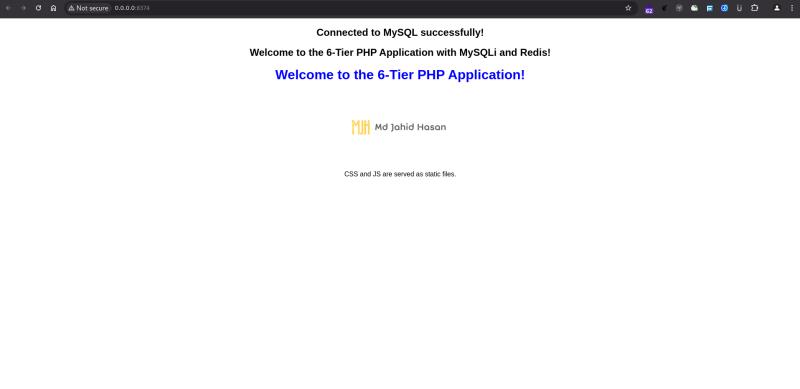 Not secure
0.0.0.0:8374
62
Connected to MySQL successfully!
Welcome to the 6-Tier PHP Application with MySQLi and Redis!
Welcome to the 6-Tier PHP Application!
MJH Md Jahid Hasan
CSS and JS are served as static files.